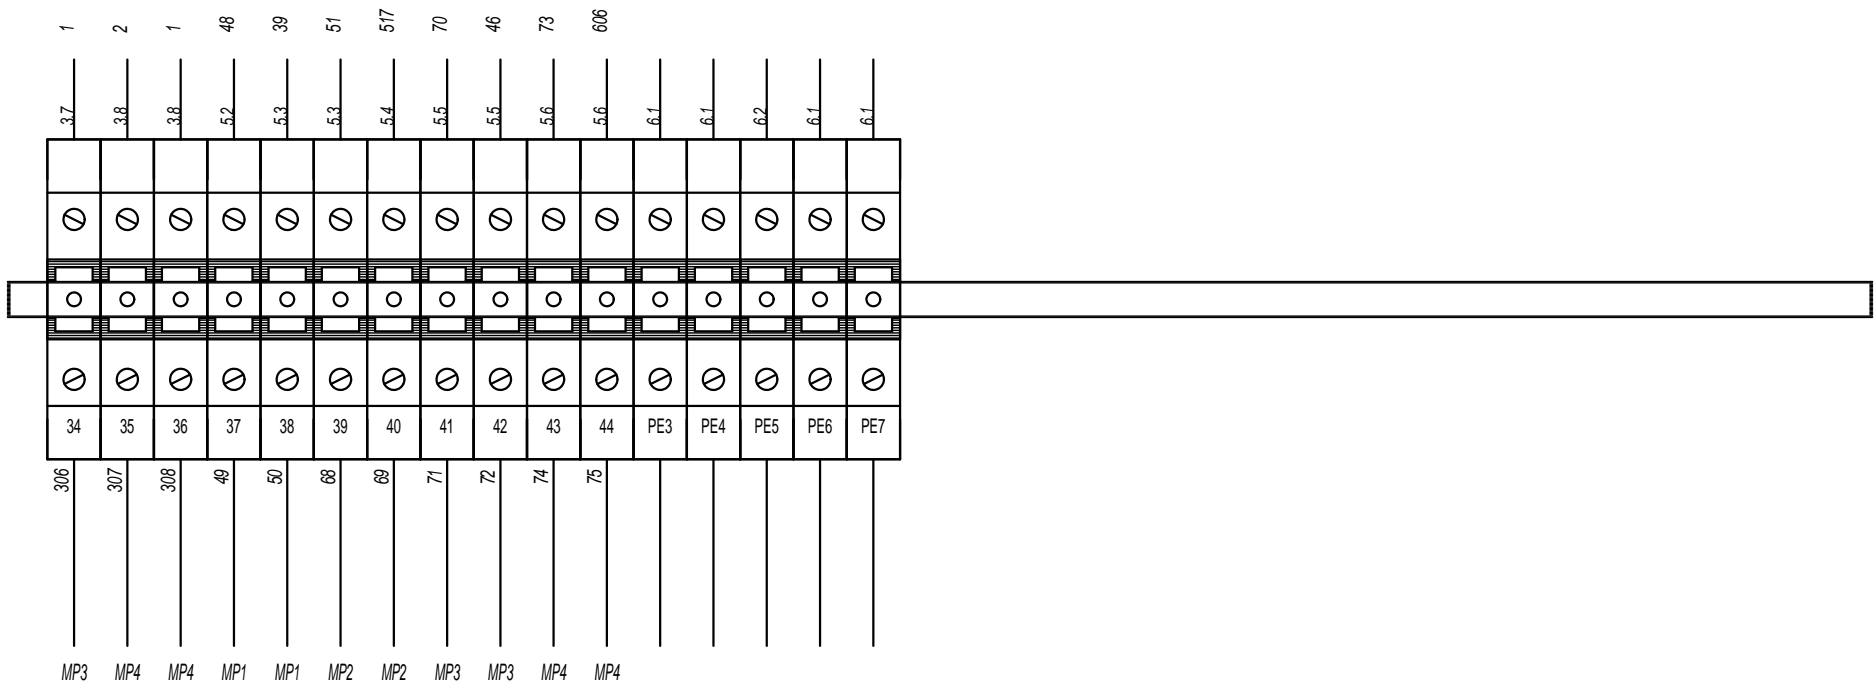 1 2 1 48 39 51 517 70 46 73 606
3.7 3.8 3.8 5.2 5.3 5.3 5.4 5.5 5.5 5.6 5.6 6.1 6.1 6.2 6.1 6.1
34 35 36 37 38 39 40 41 42 43 44 PE3 PE4 PE5 PE6 PE7
306 307 308 49 50 68 69 71 72 74 75
MP3 MP4 MP4 MP1 MP1 MP2 MP2 MP3 MP3 MP4 MP4